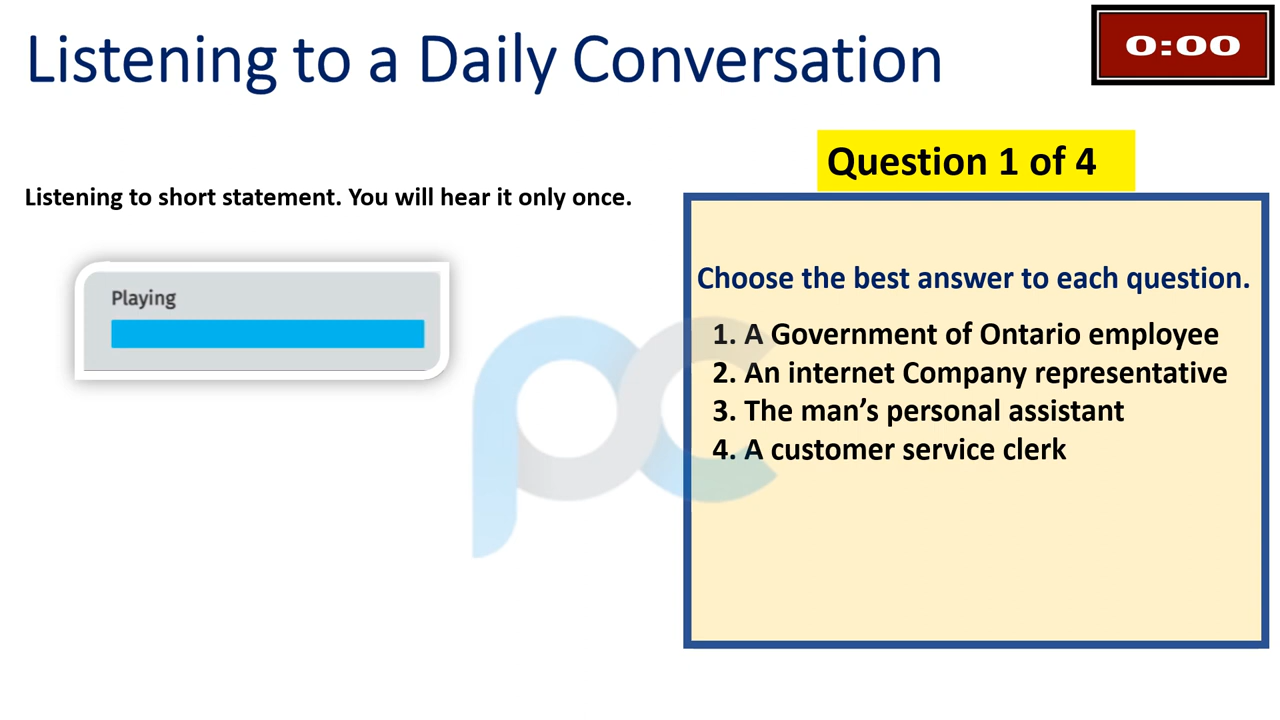 Listening to a Daily Conversation
0:00
Question 1 of 4
Listening to short statement. You will hear it only once.
Playing
Choose the best answer to each question.
1. A Government of Ontario employee
2. An internet Company representative
3. The man's personal assistant
4. A customer service clerk
pc